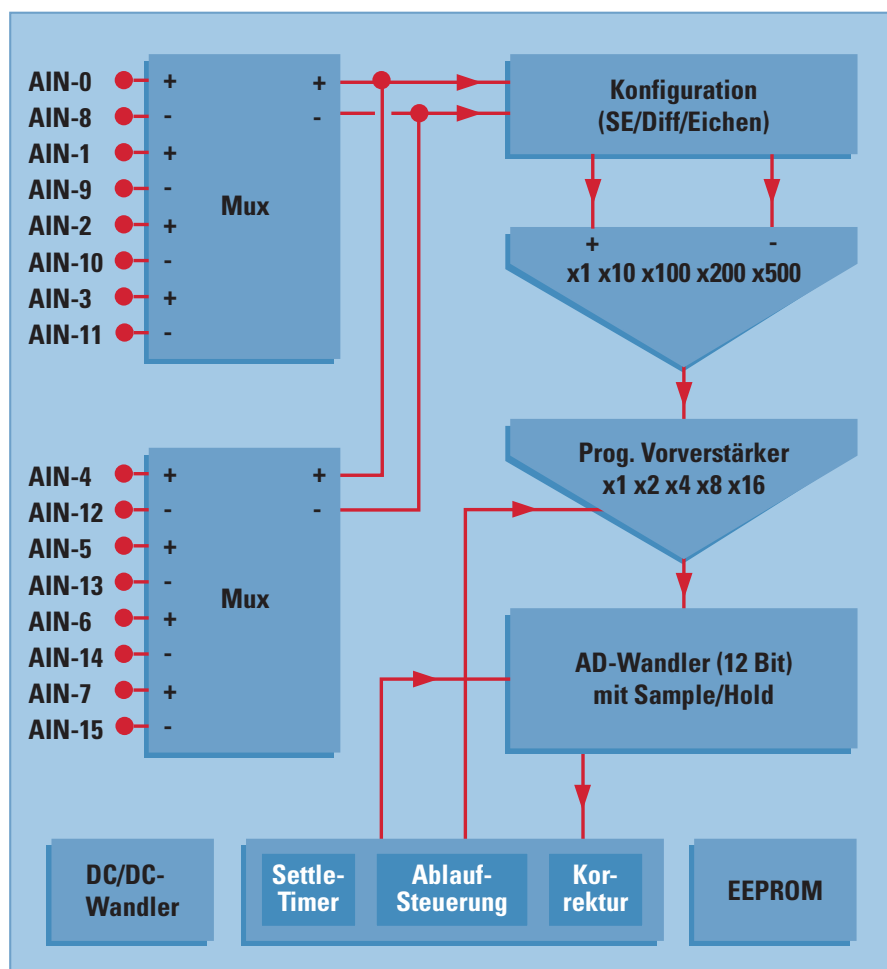 AIN-0 + +
AIN-8 - -
AIN-1 +
AIN-9 -
AIN-2 +
AIN-10 -
AIN-3 +
AIN-11 -
Mux
Konfiguration
(SE/Diff/Eichen)
+ -
x1 x10 x100 x200 x500
AIN-4 + +
AIN-12 - -
AIN-5 +
AIN-13 -
AIN-6 +
AIN-14 -
AIN-7 +
AIN-15 -
Mux
Prog. Vorverstärker
x1 x2 x4 x8 x16
AD-Wandler (12 Bit)
mit Sample/Hold
DC/DC-
Wandler
Settle-
Timer
Ablauf-
Steuerung
Kor-
rektur
EEPROM